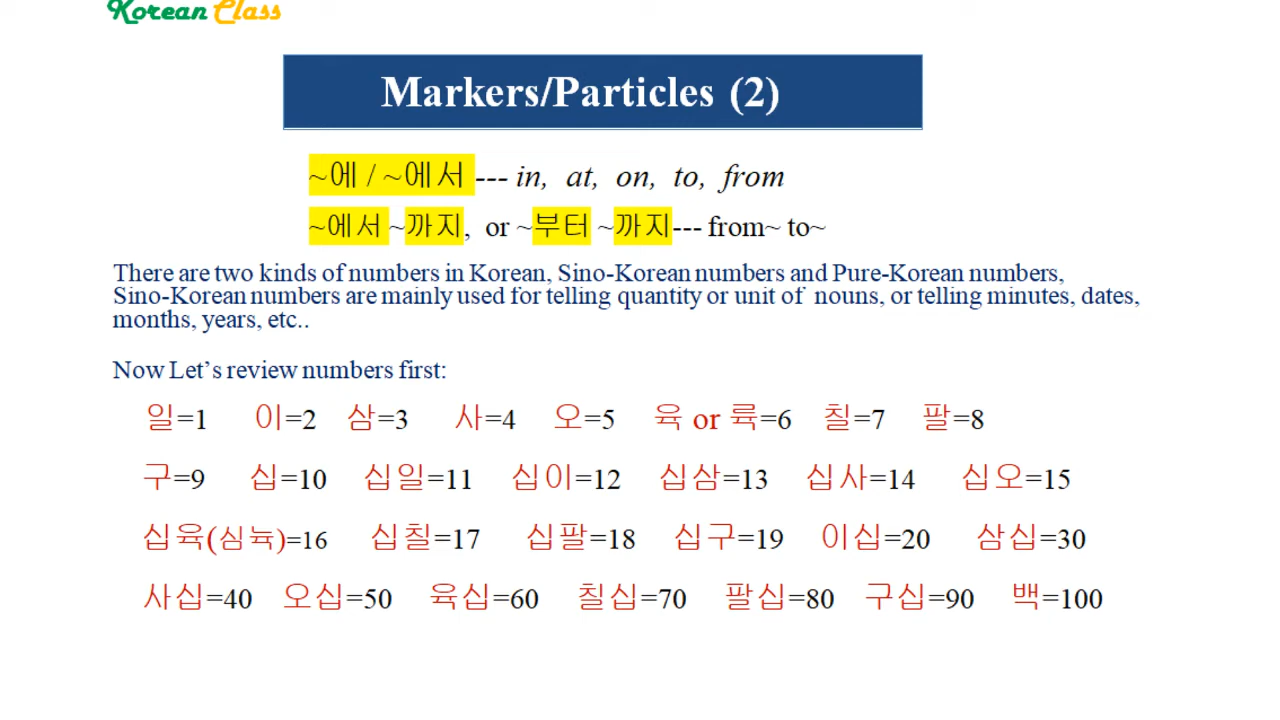 Korean Class
Markers/Particles (2)
~에 / ~에서 --- in, at, on, to, from
~에서 ~까지, or ~부터 ~까지--- from~ to~
There are two kinds of numbers in Korean, Sino-Korean numbers and Pure-Korean numbers,
Sino-Korean numbers are mainly used for telling quantity or unit of nouns, or telling minutes, dates,
months, years, etc..
Now Let’s review numbers first:
일=1 이=2 삼=3 사=4 오=5 육 or 륙=6 칠=7 팔=8
구=9 십=10 십일=11 십이=12 십삼=13 십사=14 십오=15
십육(심뉵)=16 십칠=17 십팔=18 십구=19 이십=20 삼십=30
사십=40 오십=50 육십=60 칠십=70 팔십=80 구십=90 백=100